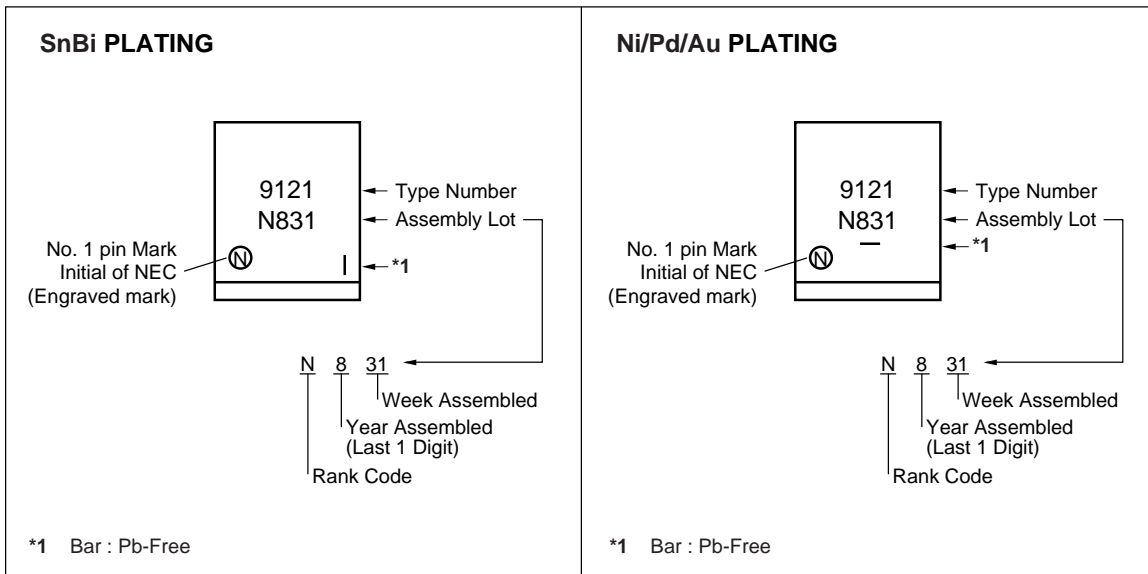 SnBi PLATING
9121
N831
N
Type Number
Assembly Lot
*1
No. 1 pin Mark
Initial of NEC
(Engraved mark)
N 8 31
Week Assembled
Year Assembled
(Last 1 Digit)
Rank Code
*1 Bar : Pb-Free
Ni/Pd/Au PLATING
9121
N831
N
Type Number
Assembly Lot
*1
No. 1 pin Mark
Initial of NEC
(Engraved mark)
N 8 31
Week Assembled
Year Assembled
(Last 1 Digit)
Rank Code
*1 Bar : Pb-Free